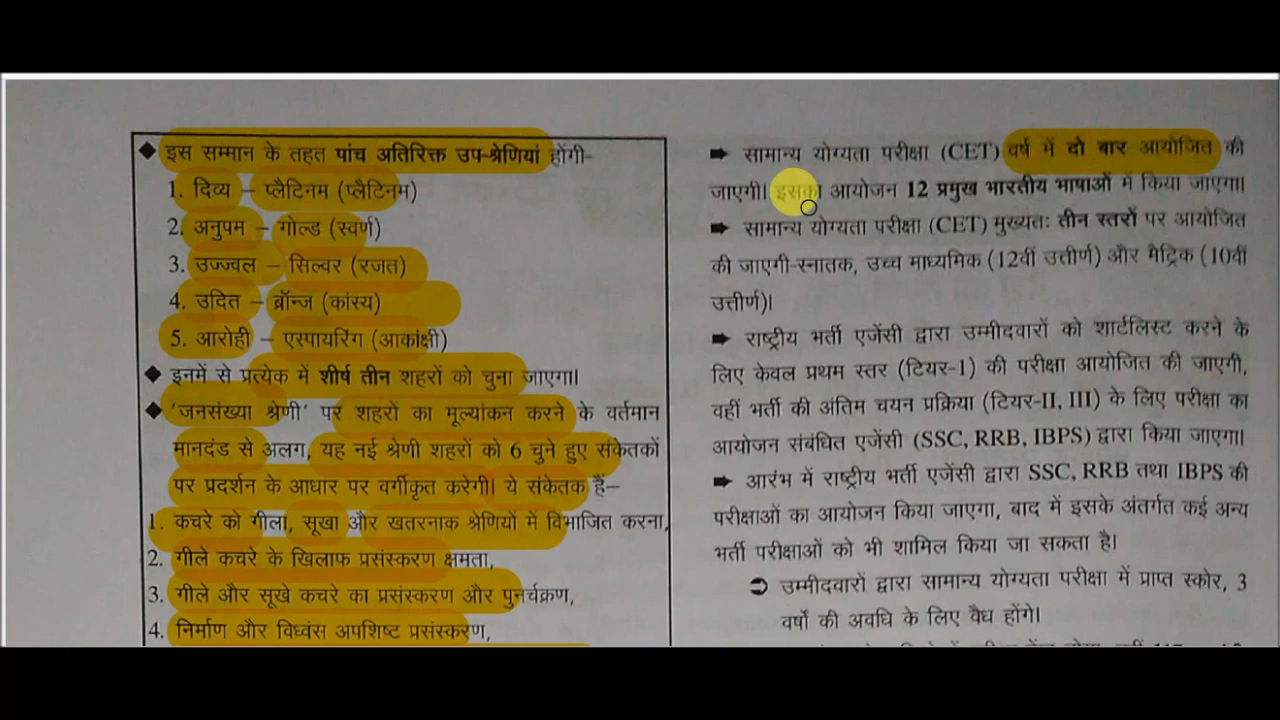 ◆ इस सम्मान के तहत पांच अतिरिक्त उप-श्रेणियां होंगी-
1. दिव्य – प्लैटिनम (प्लैटिनम)
2. अनुपम – गोल्ड (स्वर्ण)
3. उज्ज्वल – सिल्वर (रजत)
4. उदित – ब्रॉन्ज (कांस्य)
5. आरोही – एस्पायरिंग (आकांक्षी)
◆ इनमें से प्रत्येक में शीर्ष तीन शहरों को चुना जाएगा।
◆ 'जनसंख्या श्रेणी' पर शहरों का मूल्यांकन करने के वर्तमान
मानदंड से अलग, यह नई श्रेणी शहरों को 6 चुने हुए संकेतकों
पर प्रदर्शन के आधार पर वर्गीकृत करेगी। ये संकेतक हैं–
1. कचरे को गीला, सूखा और खतरनाक श्रेणियों में विभाजित करना,
2. गीले कचरे के खिलाफ प्रसंस्करण क्षमता,
3. गीले और सूखे कचरे का प्रसंस्करण और पुनर्चक्रण,
4. निर्माण और विध्वंस अपशिष्ट प्रसंस्करण,
➡ सामान्य योग्यता परीक्षा (CET) वर्ष में दो बार आयोजित की
जाएगी। इसका आयोजन 12 प्रमुख भारतीय भाषाओं में किया जाएगा।
➡ सामान्य योग्यता परीक्षा (CET) मुख्यतः तीन स्तरों पर आयोजित
की जाएगी-स्नातक, उच्च माध्यमिक (12वीं उत्तीर्ण) और मैट्रिक (10वीं
उत्तीर्ण)।
➡ राष्ट्रीय भर्ती एजेंसी द्वारा उम्मीदवारों को शार्टलिस्ट करने के
लिए केवल प्रथम स्तर (टियर-1) की परीक्षा आयोजित की जाएगी,
वहीं भर्ती की अंतिम चयन प्रक्रिया (टियर-II, III) के लिए परीक्षा का
आयोजन संबंधित एजेंसी (SSC, RRB, IBPS) द्वारा किया जाएगा।
➡ आरंभ में राष्ट्रीय भर्ती एजेंसी द्वारा SSC, RRB तथा IBPS की
परीक्षाओं का आयोजन किया जाएगा, बाद में इसके अंतर्गत कई अन्य
भर्ती परीक्षाओं को भी शामिल किया जा सकता है।
➲ उम्मीदवारों द्वारा सामान्य योग्यता परीक्षा में प्राप्त स्कोर, 3
वर्षों की अवधि के लिए वैध होंगे।